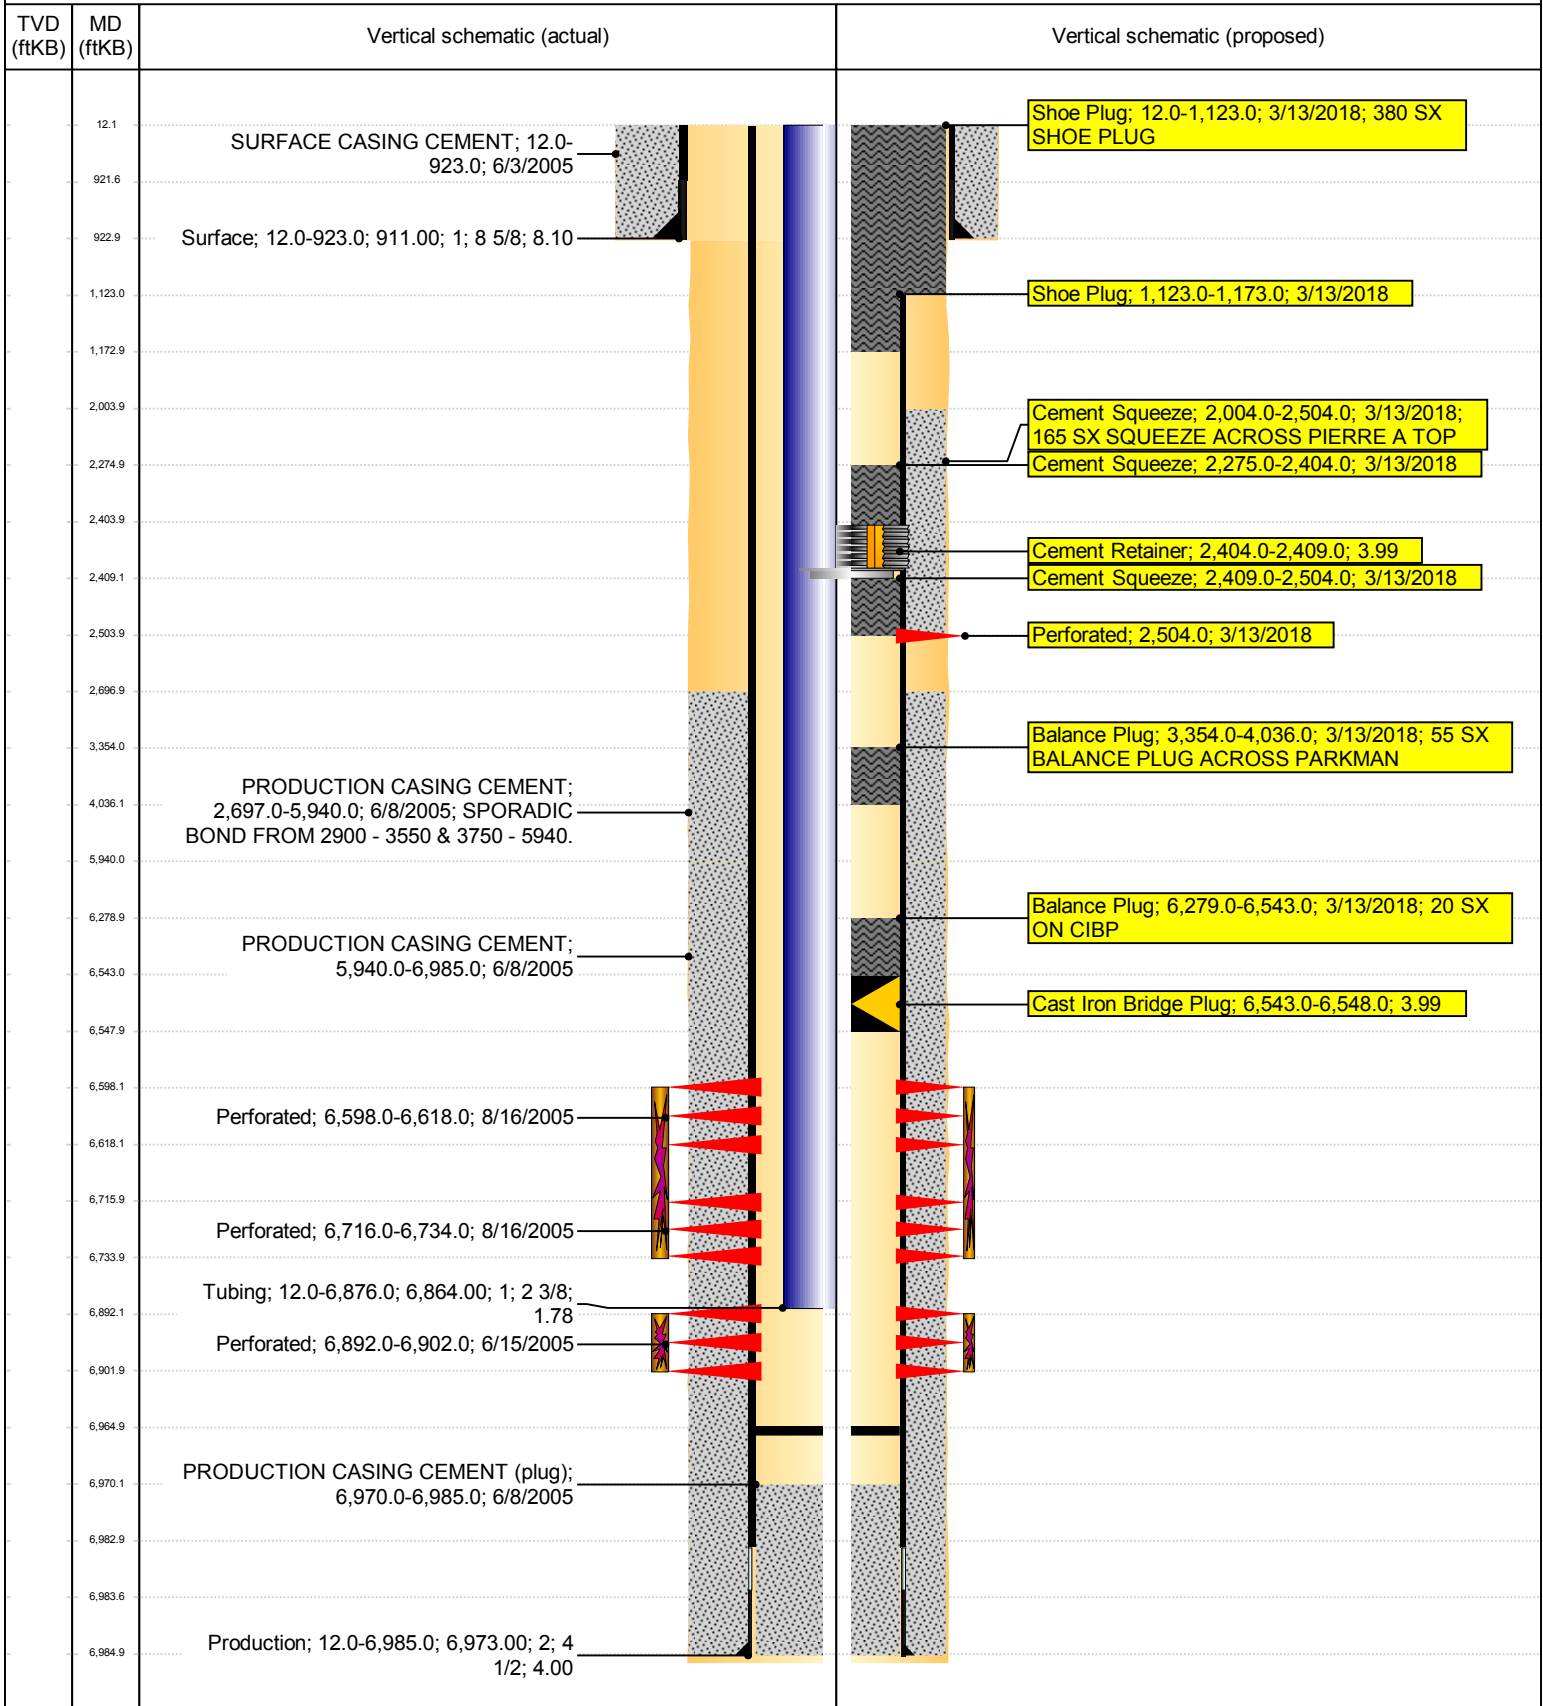 TVD
(ftKB)
MD
(ftKB)
Vertical schematic (actual)
Vertical schematic (proposed)
12.1
921.6
922.9
1,123.0
1,172.9
2,003.9
2,274.9
2,403.9
2,409.1
2,503.9
2,696.9
3,354.0
4,036.1
5,940.0
6,278.9
6,543.0
6,547.9
6,598.1
6,618.1
6,715.9
6,733.9
6,892.1
6,901.9
6,964.9
6,970.1
6,982.9
6,983.6
6,984.9
SURFACE CASING CEMENT; 12.0-
923.0; 6/3/2005
Surface; 12.0-923.0; 911.00; 1; 8 5/8; 8.10
PRODUCTION CASING CEMENT;
2,697.0-5,940.0; 6/8/2005; SPORADIC
BOND FROM 2900 - 3550 & 3750 - 5940.
PRODUCTION CASING CEMENT;
5,940.0-6,985.0; 6/8/2005
Perforated; 6,598.0-6,618.0; 8/16/2005
Perforated; 6,716.0-6,734.0; 8/16/2005
Tubing; 12.0-6,876.0; 6,864.00; 1; 2 3/8;
1.78
Perforated; 6,892.0-6,902.0; 6/15/2005
PRODUCTION CASING CEMENT (plug);
6,970.0-6,985.0; 6/8/2005
Production; 12.0-6,985.0; 6,973.00; 2; 4
1/2; 4.00
Shoe Plug; 12.0-1,123.0; 3/13/2018; 380 SX
SHOE PLUG
Shoe Plug; 1,123.0-1,173.0; 3/13/2018
Cement Squeeze; 2,004.0-2,504.0; 3/13/2018;
165 SX SQUEEZE ACROSS PIERRE A TOP
Cement Squeeze; 2,275.0-2,404.0; 3/13/2018
Cement Retainer; 2,404.0-2,409.0; 3.99
Cement Squeeze; 2,409.0-2,504.0; 3/13/2018
Perforated; 2,504.0; 3/13/2018
Balance Plug; 3,354.0-4,036.0; 3/13/2018; 55 SX
BALANCE PLUG ACROSS PARKMAN
Balance Plug; 6,279.0-6,543.0; 3/13/2018; 20 SX
ON CIBP
Cast Iron Bridge Plug; 6,543.0-6,548.0; 3.99